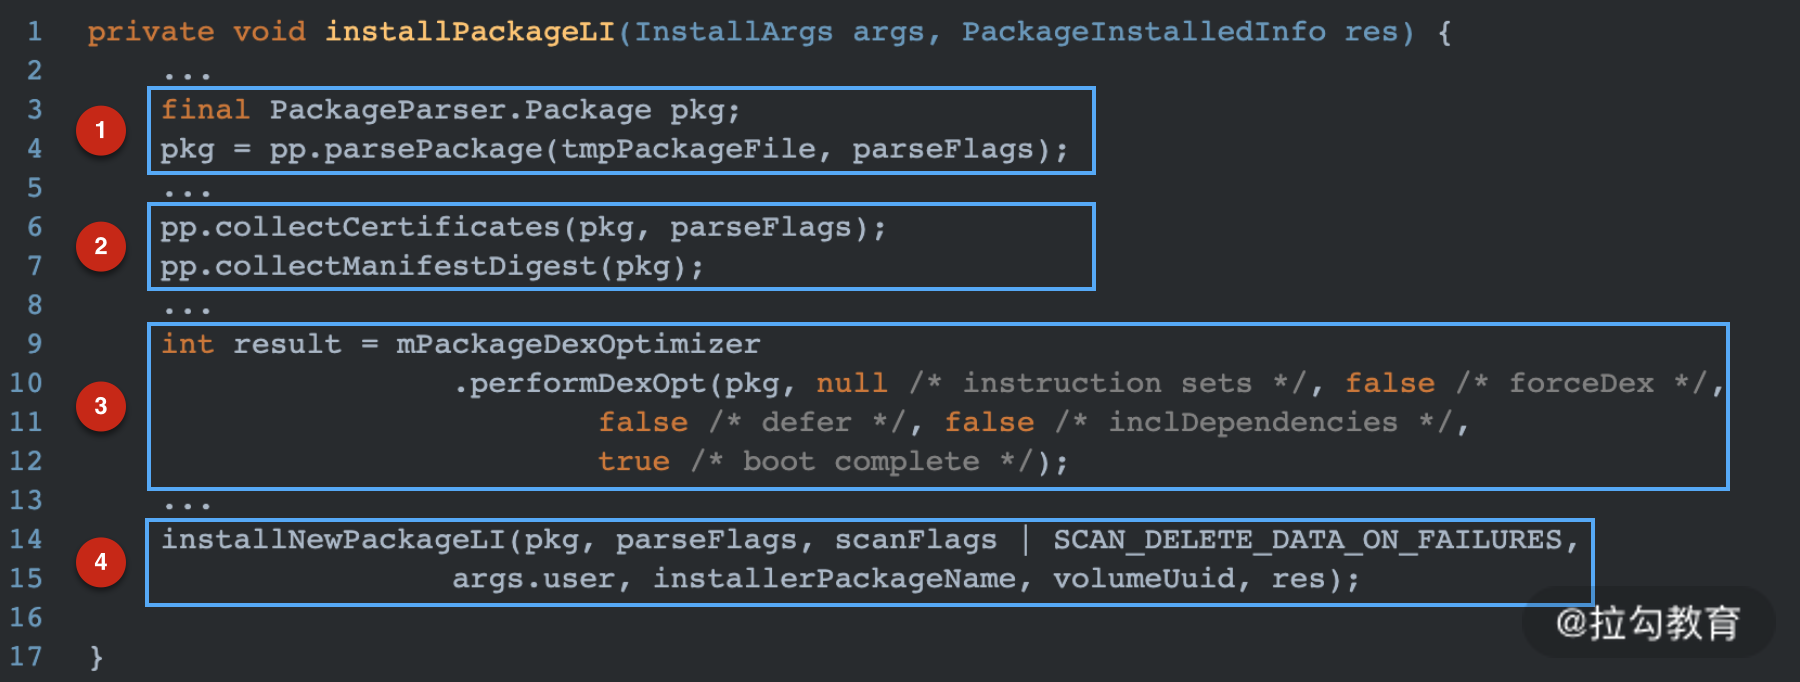 1 private void installPackageLI(InstallArgs args, PackageInstalledInfo res) {
2 ...
3 final PackageParser.Package pkg;
1
4 pkg = pp.parsePackage(tmpPackageFile, parseFlags);
5 ...
6 pp.collectCertificates(pkg, parseFlags);
2
7 pp.collectManifestDigest(pkg);
8 ...
9 int result = mPackageDexOptimizer
10 .performDexOpt(pkg, null /* instruction sets */, false /* forceDex */,
3
11 false /* defer */, false /* inclDependencies */,
12 true /* boot complete */);
13 ...
14 installNewPackageLI(pkg, parseFlags, scanFlags | SCAN_DELETE_DATA_ON_FAILURES,
4
15 args.user, installerPackageName, volumeUuid, res);
16
@拉勾教育
17 }